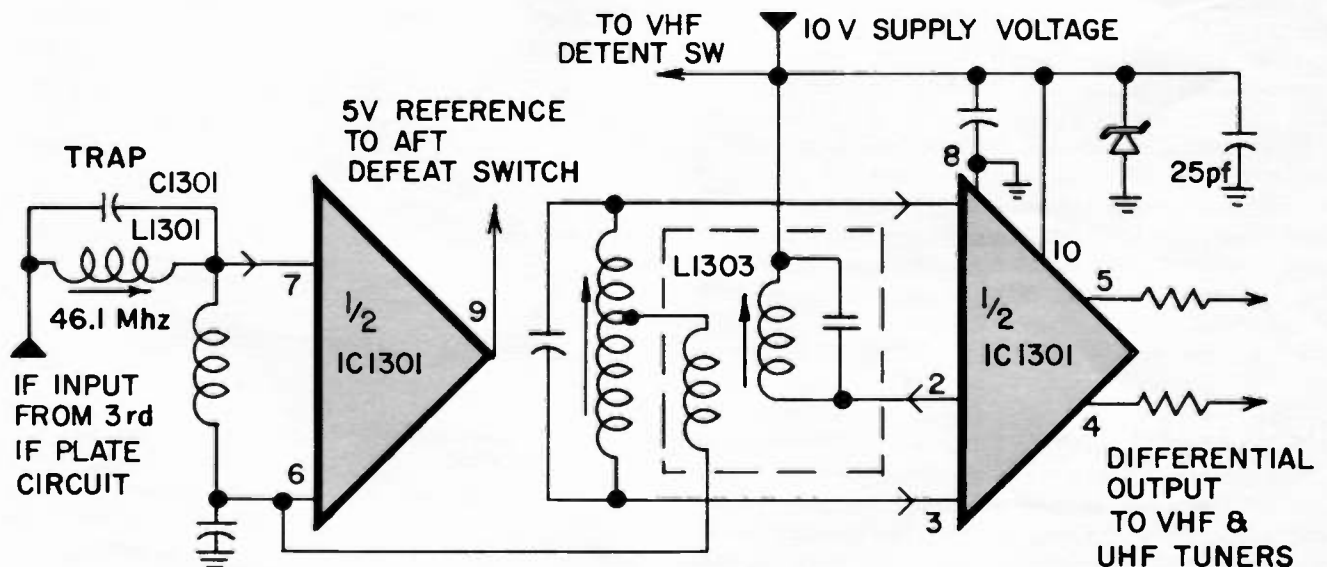 TO VHF
DETENT SW
10 V SUPPLY VOLTAGE
5V REFERENCE
TO AFT
DEFEAT SWITCH
TRAP
C1301
L1301
46.1 Mhz
IF INPUT
FROM 3rd
IF PLATE
CIRCUIT
7
6
1/2
IC1301
9
L1303
8
25pf
10
5
1/2
IC1301
2
4
3
DIFFERENTIAL
OUTPUT
TO VHF &
UHF TUNERS